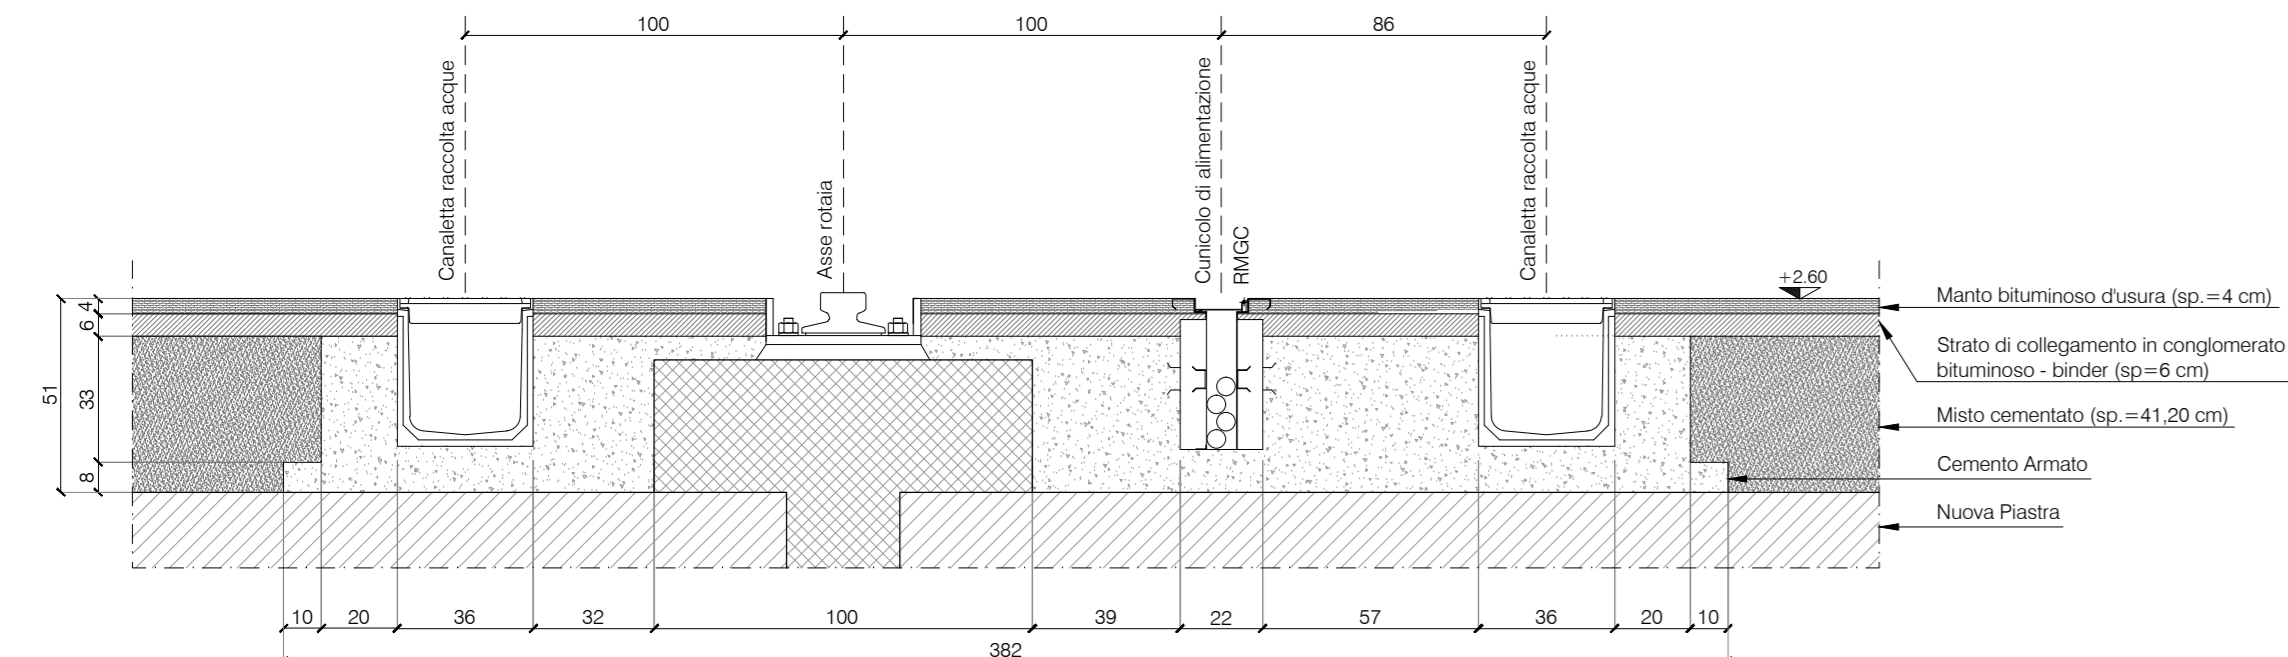 100
100
86
Canaletta raccolta acque
Asse rotaia
Cunicolo di alimentazione
RMGC
Canaletta raccolta acque
+2.60
Manto bituminoso d'usura (sp.=4 cm)
Strato di collegamento in conglomerato
bituminoso - binder (sp=6 cm)
Misto cementato (sp.=41,20 cm)
Cemento Armato
Nuova Piastra
51
4
6
33
8
10
20
36
32
100
39
22
57
36
20
10
382